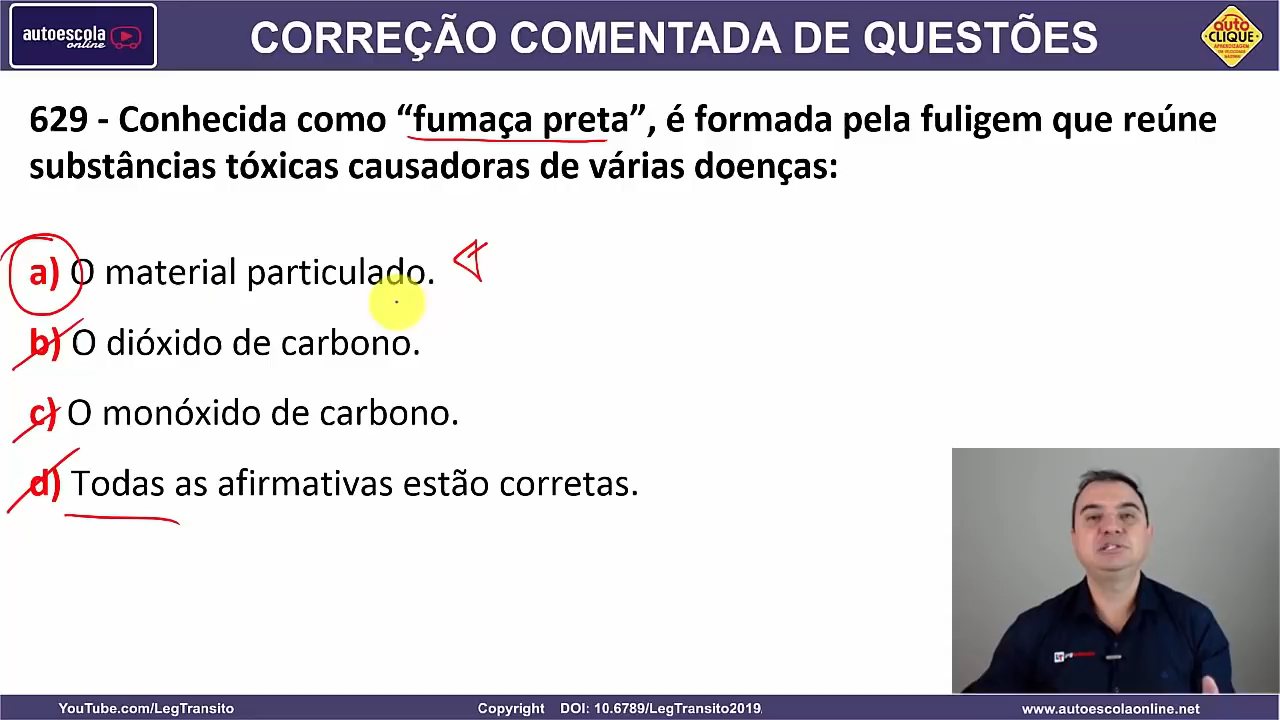 autoescola
online
CORREÇÃO COMENTADA DE QUESTÕES
auto
CLIQUE
629 - Conhecida como “fumaça preta”, é formada pela fuligem que reúne
substâncias tóxicas causadoras de várias doenças:
a) O material particulado.
b) O dióxido de carbono.
c) O monóxido de carbono.
d) Todas as afirmativas estão corretas.
YouTube.com/LegTransito
Copyright DOI: 10.6789/LegTransito2019
www.autoescolaonline.net